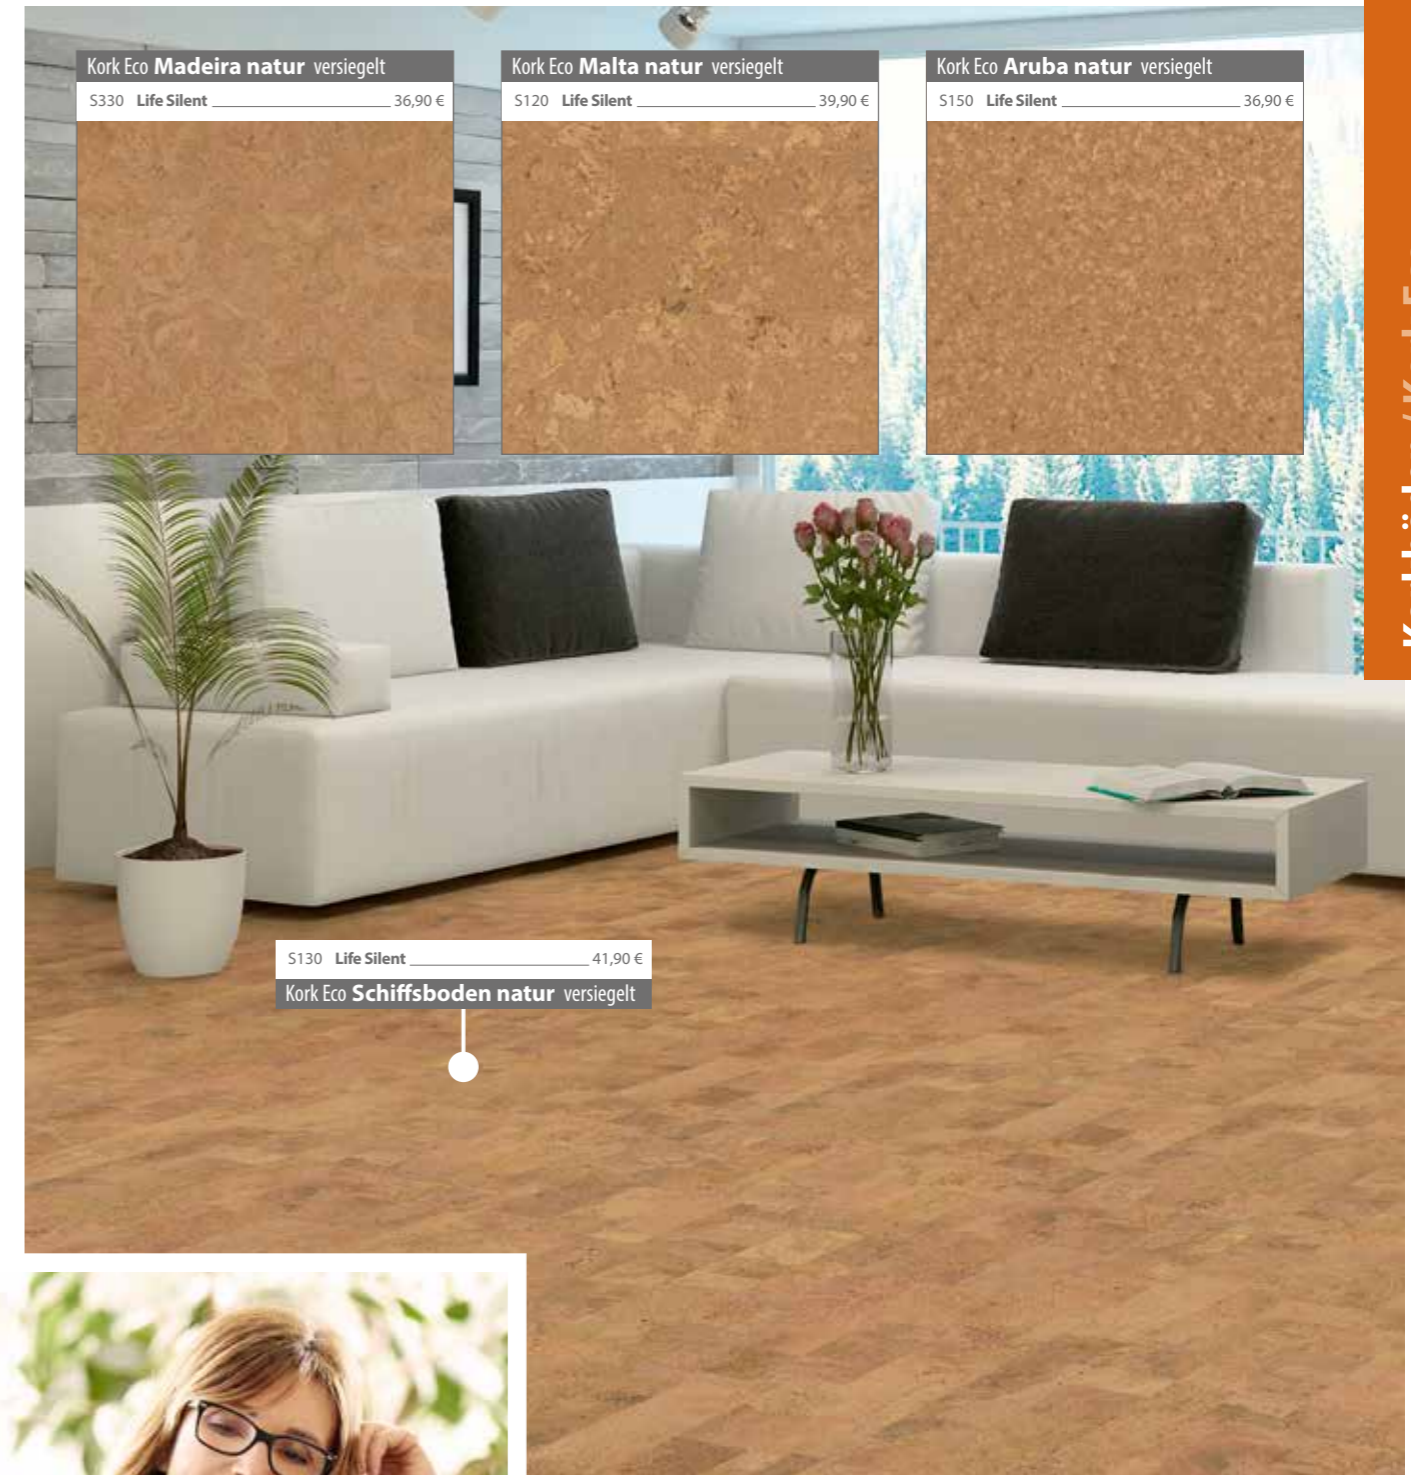 Kork Eco Madeira natur versiegelt
S330 Life Silent 36,90 €
Kork Eco Malta natur versiegelt
S120 Life Silent 39,90 €
Kork Eco Aruba natur versiegelt
S150 Life Silent 36,90 €
S130 Life Silent 41,90 €
Kork Eco Schiffsboden natur versiegelt